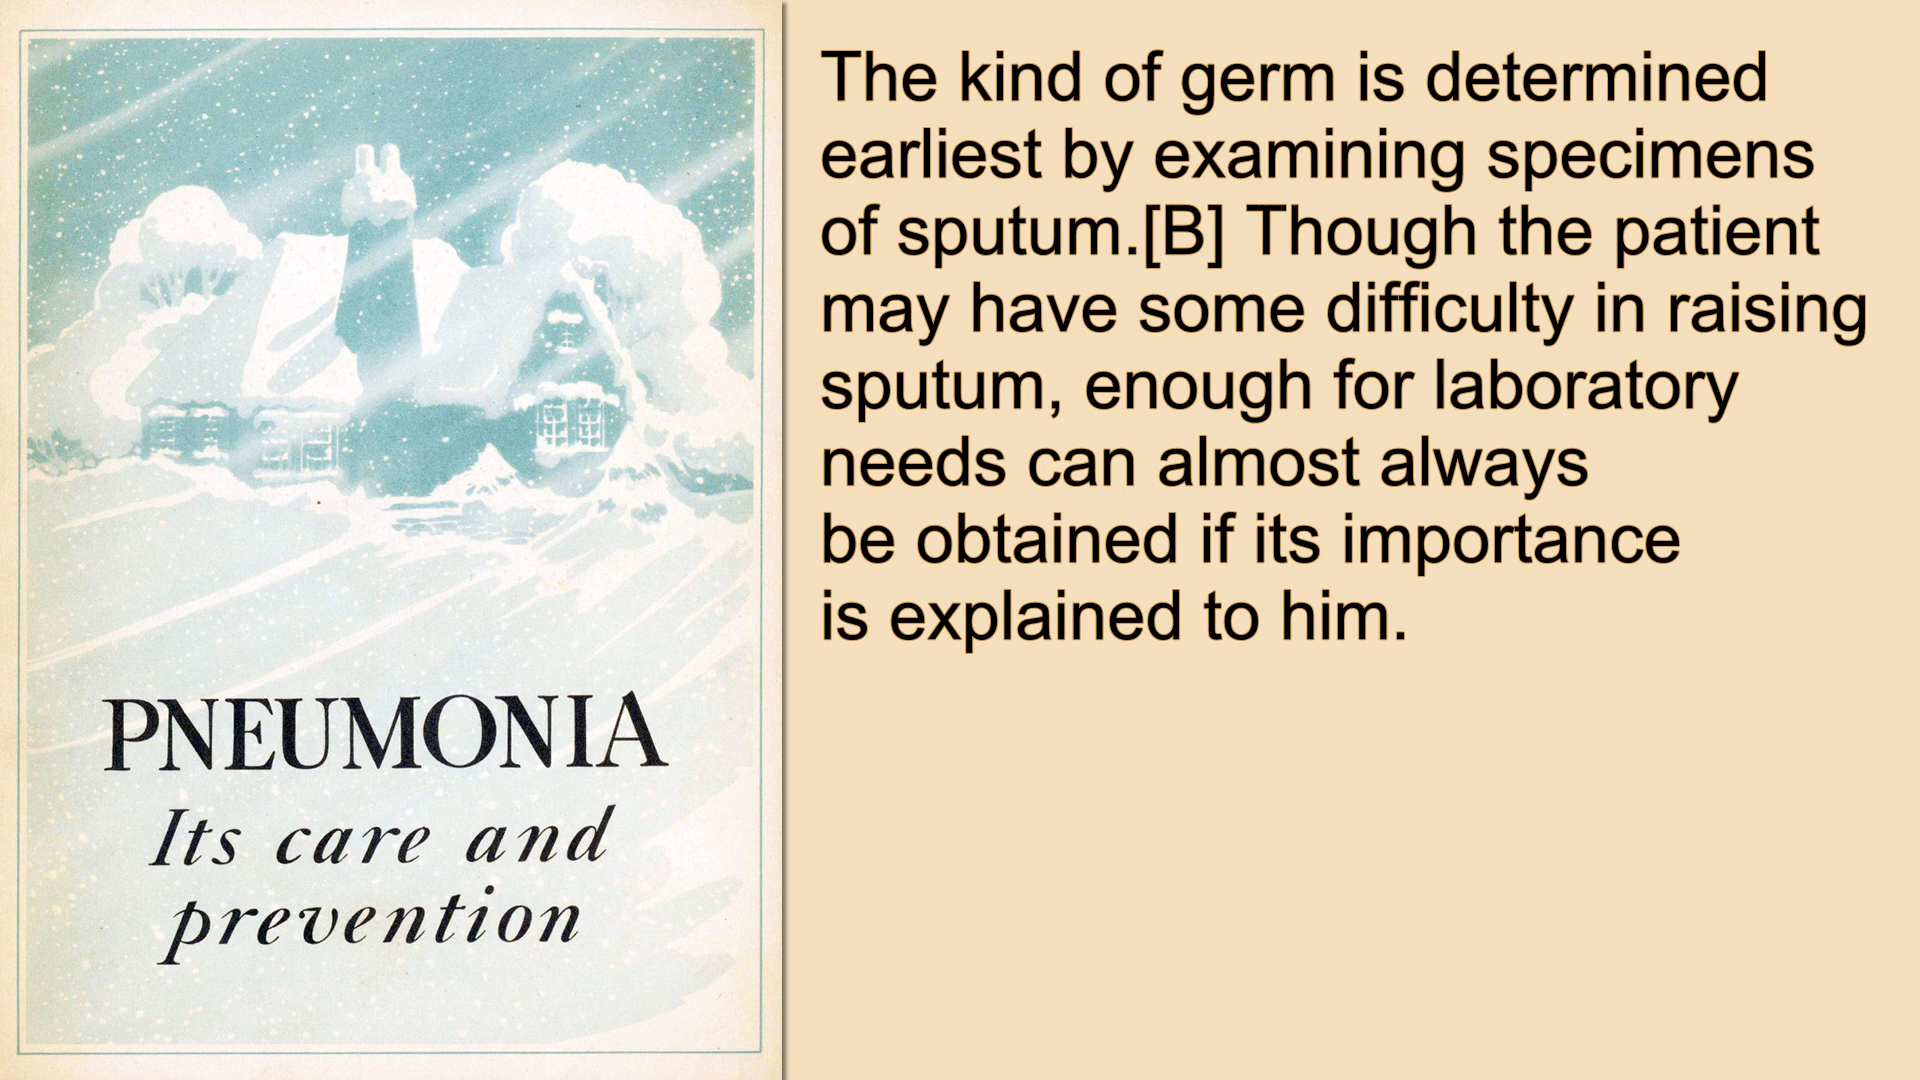 PNEUMONIA
Its care and
prevention
The kind of germ is determined
earliest by examining specimens
of sputum.[B] Though the patient
may have some difficulty in raising
sputum, enough for laboratory
needs can almost always
be obtained if its importance
is explained to him.